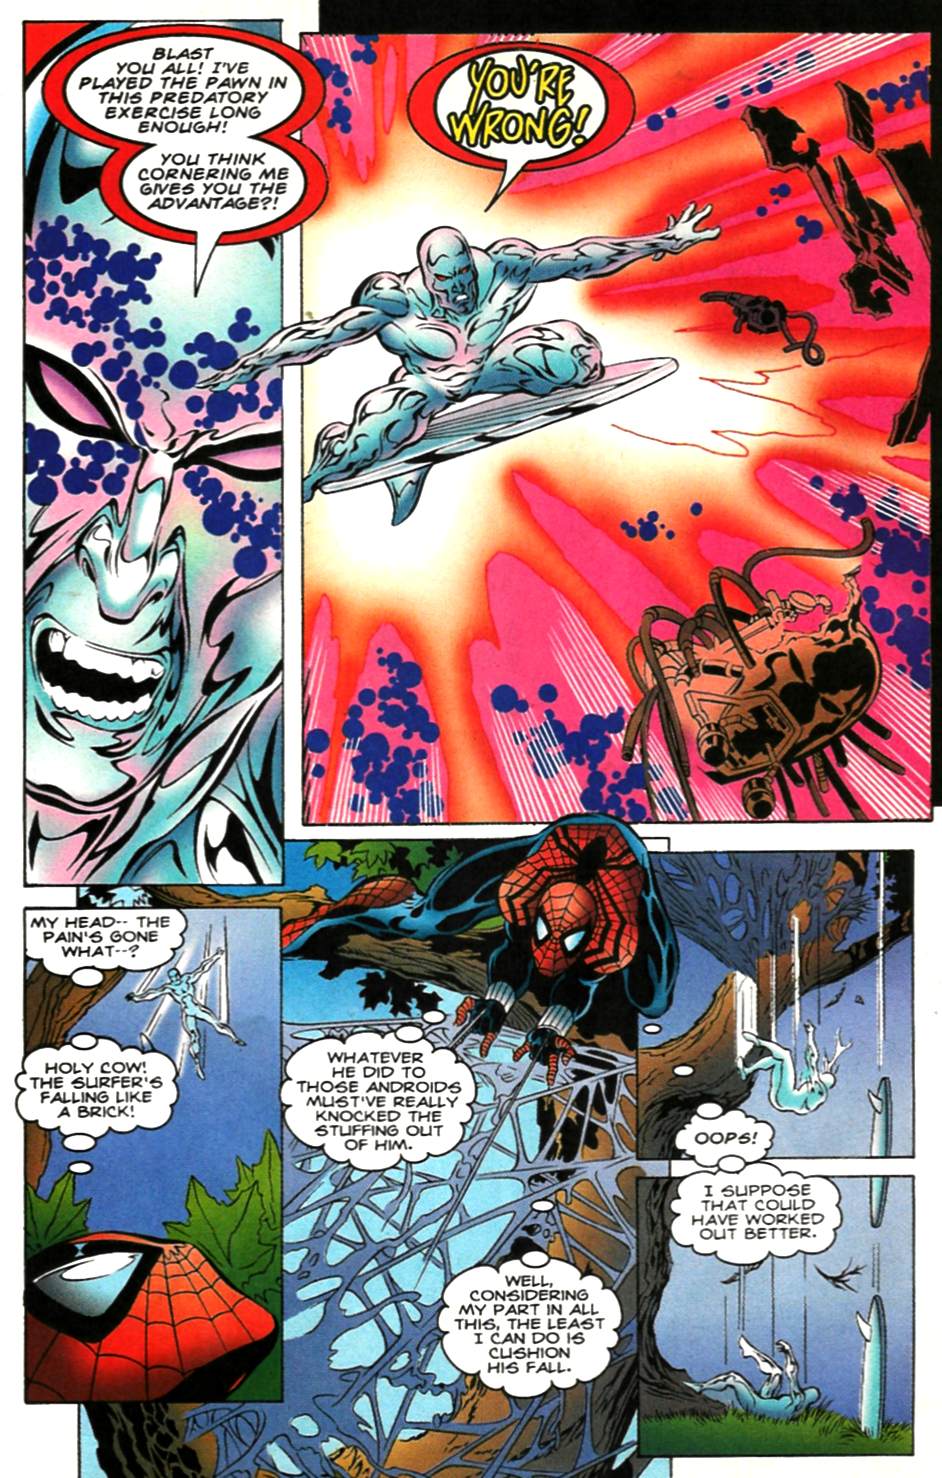 BLAST
YOU ALL! I'VE
PLAYED THE PAWN IN
THIS PREDATORY
EXERCISE LONG
ENOUGH!
YOU THINK
CORNERING ME
GIVES YOU THE
ADVANTAGE?!
YOU'RE
WRONG!
MY HEAD-- THE
PAIN'S GONE
WHAT--?
HOLY COW!
THE SURFER'S
FALLING LIKE
A BRICK!
WHATEVER
HE DID TO
THOSE ANDROIDS
MUST'VE REALLY
KNOCKED THE
STUFFING OUT
OF HIM.
WELL,
CONSIDERING
MY PART IN ALL
THIS, THE LEAST
I CAN DO IS
CUSHION
HIS FALL.
OOPS!
I SUPPOSE
THAT COULD
HAVE WORKED
OUT BETTER.